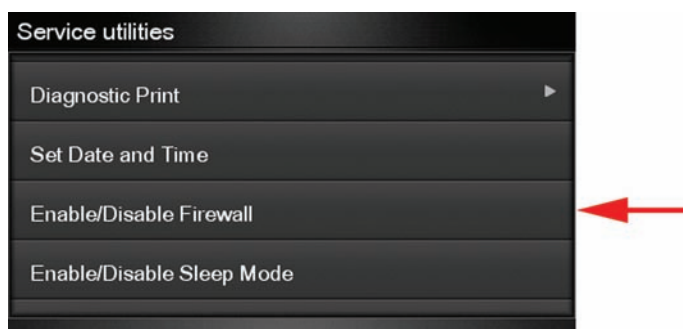 Service utilities
Diagnostic Print
Set Date and Time
Enable/Disable Firewall
Enable/Disable Sleep Mode